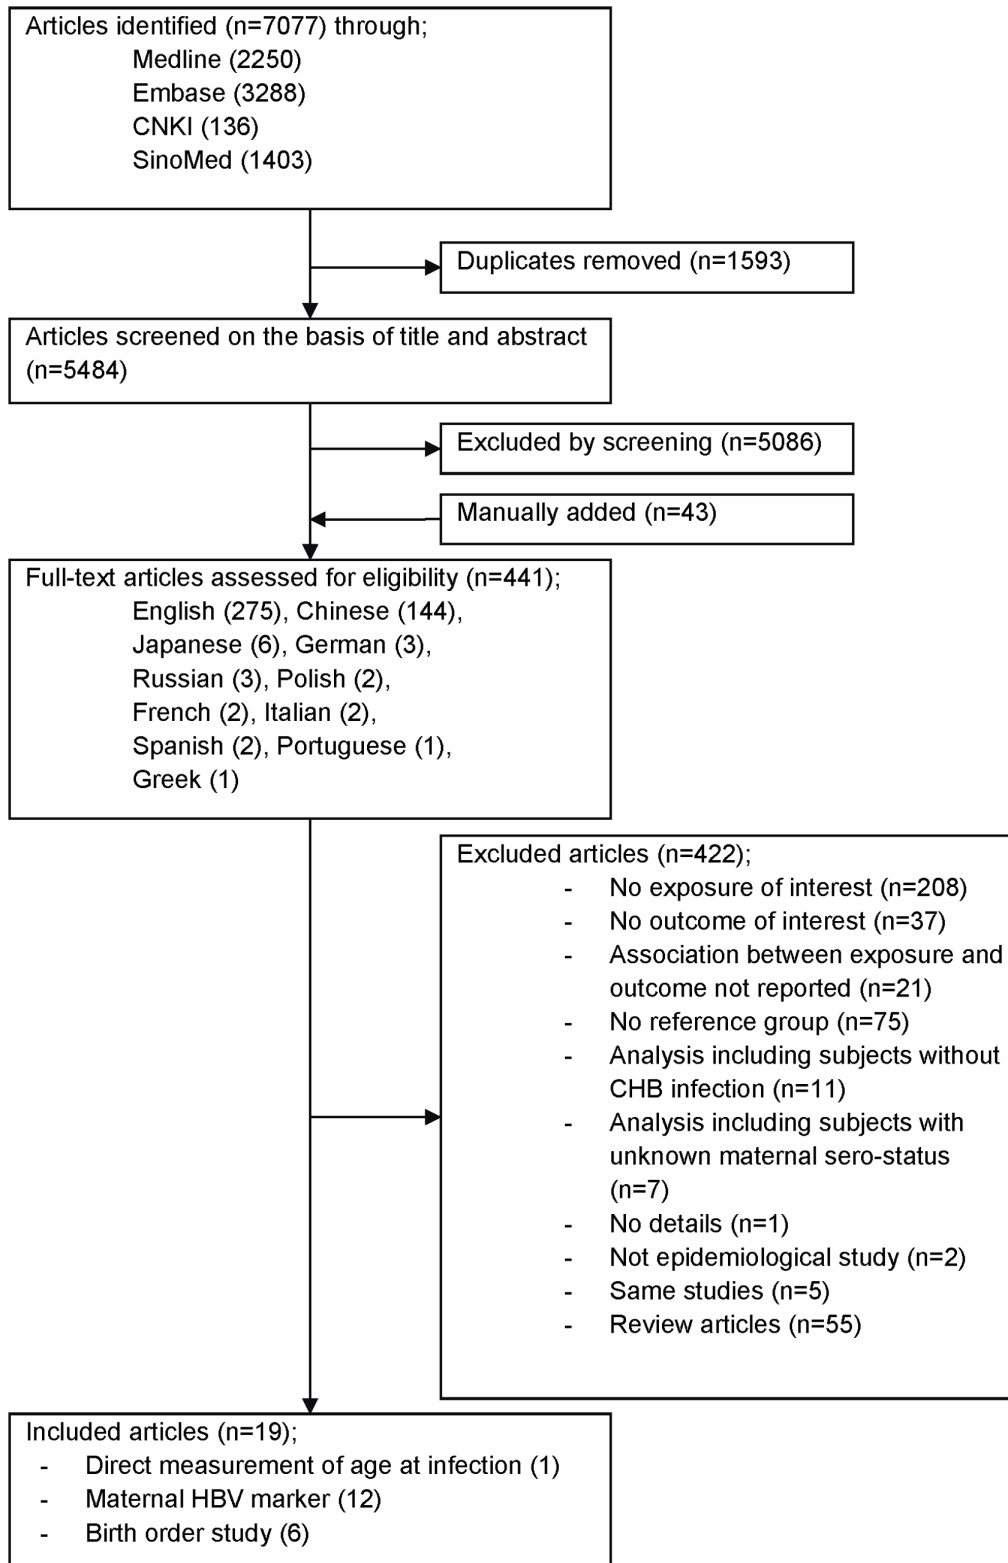 Articles identified (n=7077) through;
Medline (2250)
Embase (3288)
CNKI (136)
SinoMed (1403)
Duplicates removed (n=1593)
Articles screened on the basis of title and abstract
(n=5484)
Excluded by screening (n=5086)
Manually added (n=43)
Full-text articles assessed for eligibility (n=441);
English (275), Chinese (144),
Japanese (6), German (3),
Russian (3), Polish (2),
French (2), Italian (2),
Spanish (2), Portuguese (1),
Greek (1)
Excluded articles (n=422);
- No exposure of interest (n=208)
- No outcome of interest (n=37)
- Association between exposure and
outcome not reported (n=21)
- No reference group (n=75)
- Analysis including subjects without
CHB infection (n=11)
- Analysis including subjects with
unknown maternal sero-status
(n=7)
- No details (n=1)
- Not epidemiological study (n=2)
- Same studies (n=5)
- Review articles (n=55)
Included articles (n=19);
- Direct measurement of age at infection (1)
- Maternal HBV marker (12)
- Birth order study (6)